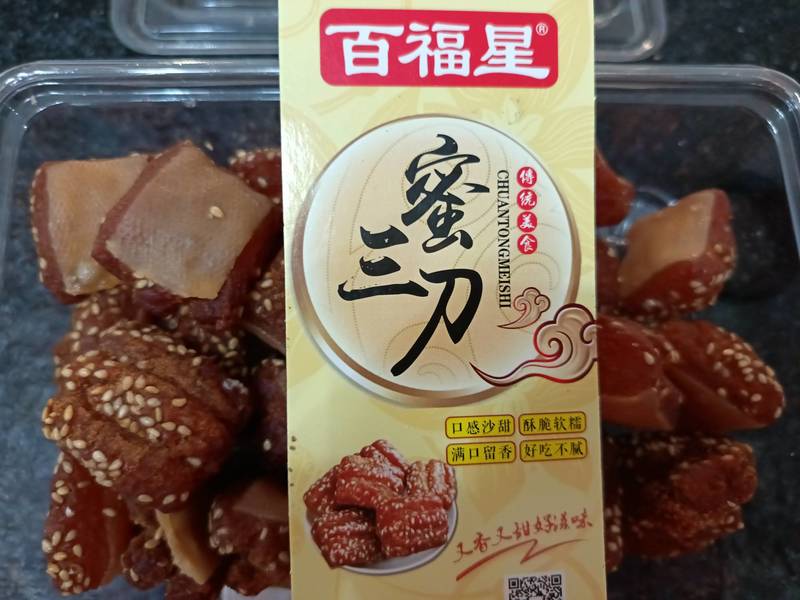 百福星®
蜜三刀
傳统美食
CHUANTONGMEISHI
口感沙甜 酥脆软糯
满口留香 好吃不腻
又香又甜好滋味